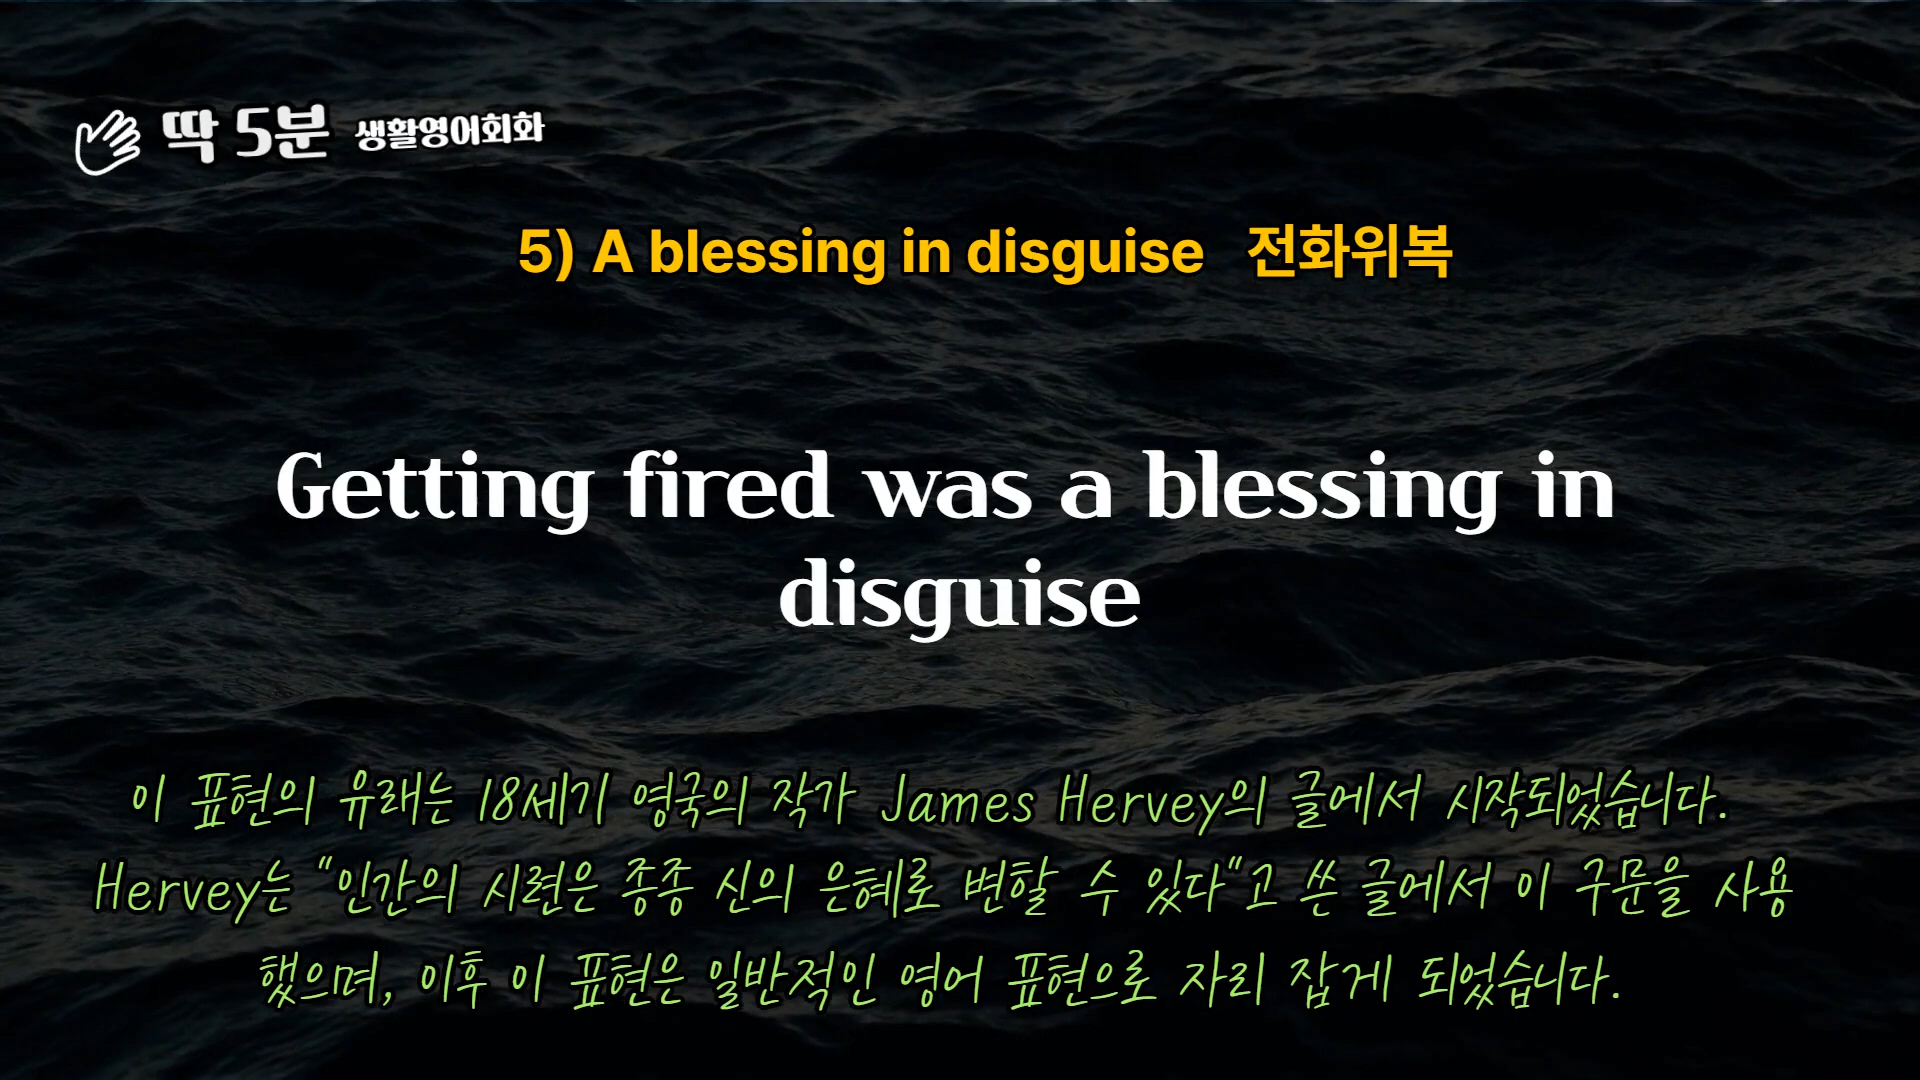 딱 5분 생활영어회화
5) A blessing in disguise 전화위복
Getting fired was a blessing in
disguise
이 표현의 유래는 18세기 영국의 작가 James Hervey의 글에서 시작되었습니다.
Hervey는 "인간의 시련은 종종 신의 은혜로 변할 수 있다"고 쓴 글에서 이 구문을 사용
했으며, 이후 이 표현은 일반적인 영어 표현으로 자리 잡게 되었습니다.